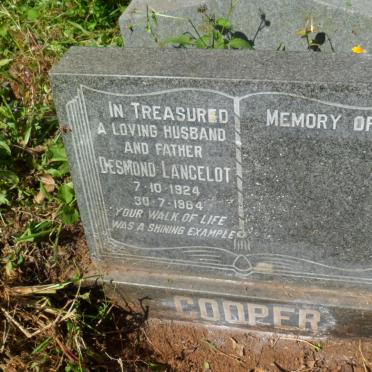 IN TREASURED MEMORY OF
A LOVING HUSBAND
AND FATHER
DESMOND LANCELOT
7-10-1924
30-7-1984
YOUR WALK OF LIFE
WAS A SHINING EXAMPLE
COOPER